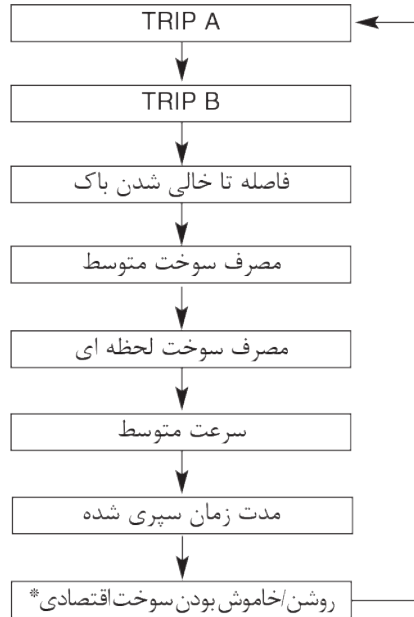 TRIP A
TRIP B
فاصله تا خالی شدن باک
مصرف سوخت متوسط
مصرف سوخت لحظه ای
سرعت متوسط
مدت زمان سپری شده
روشن/خاموش بودن سوخت اقتصادی*